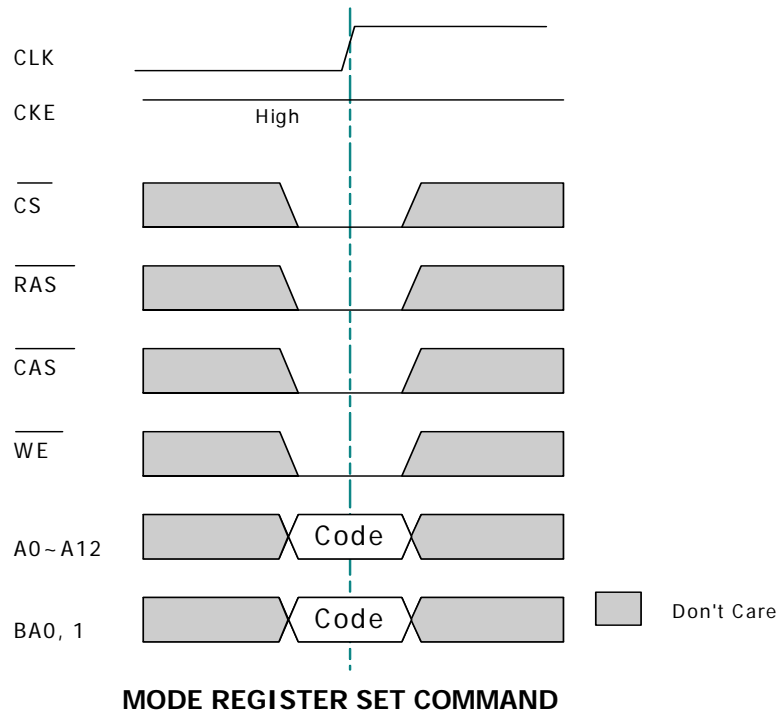 CLK
CKE
High
CS
RAS
CAS
WE
A0~A12
Code
BA0, 1
Code
Don't Care
MODE REGISTER SET COMMAND